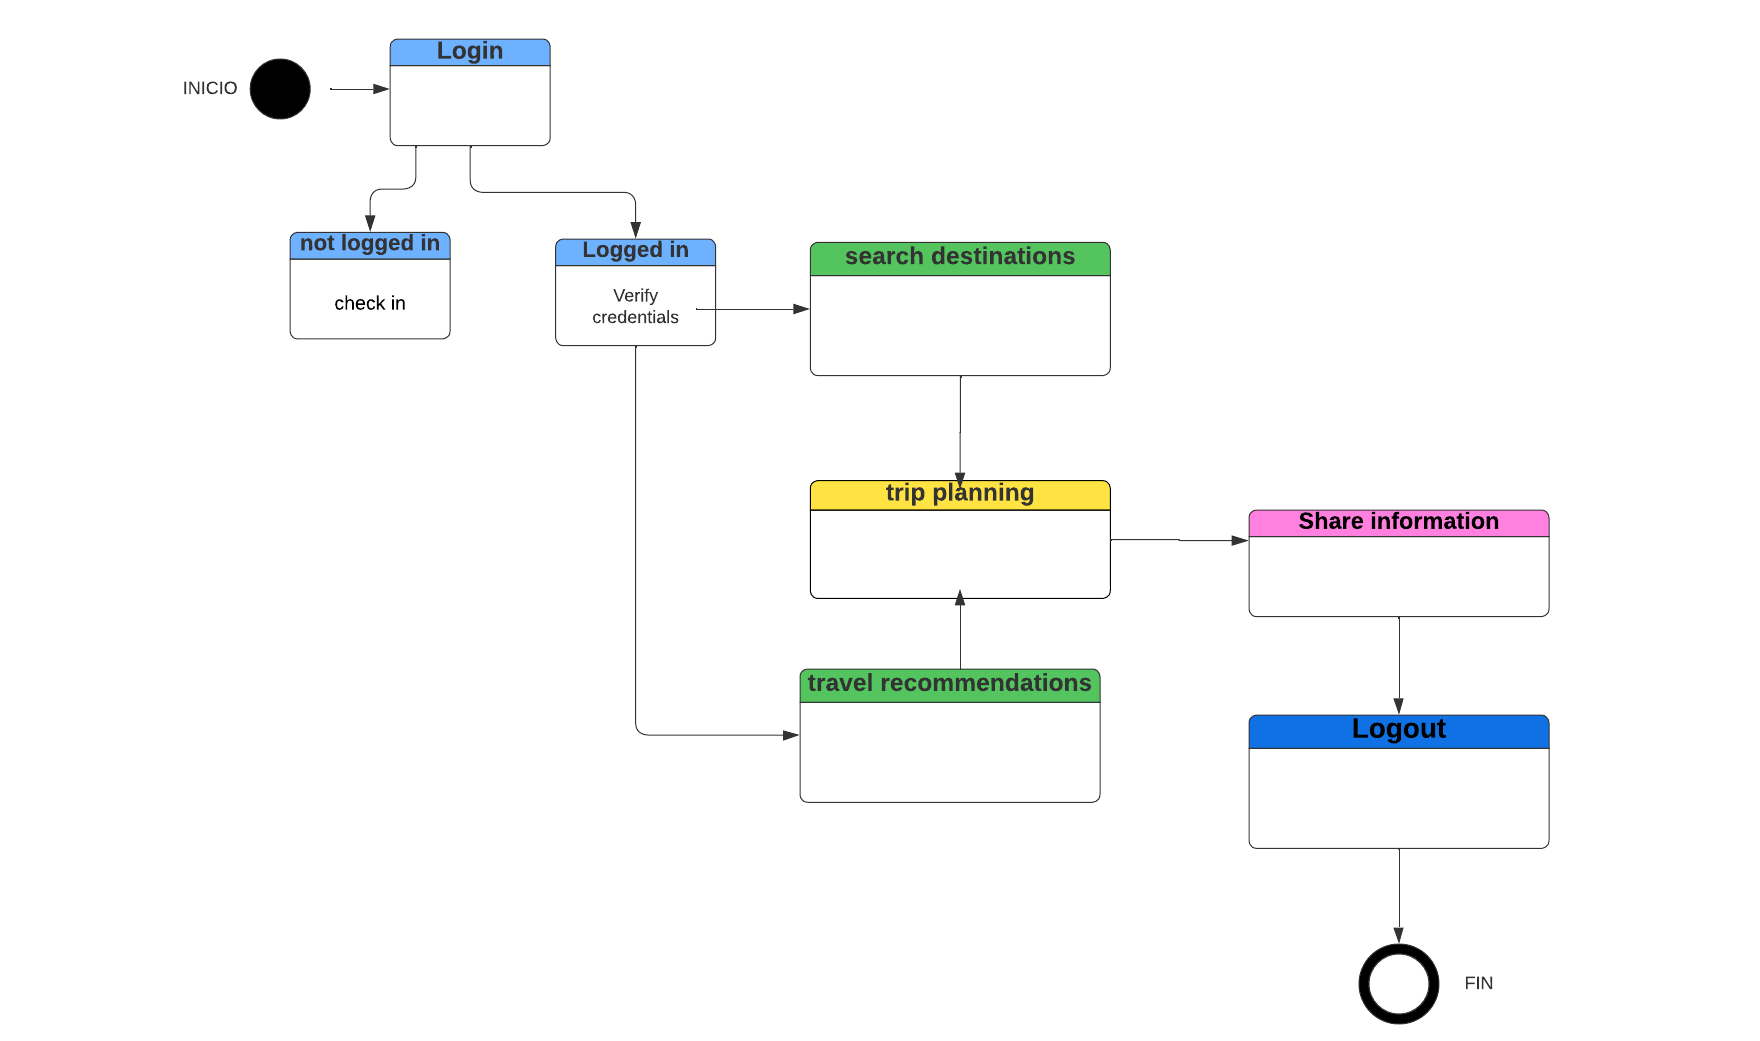 Login
INICIO
not logged in
check in
Logged in
Verify
credentials
search destinations
trip planning
Share information
travel recommendations
Logout
FIN